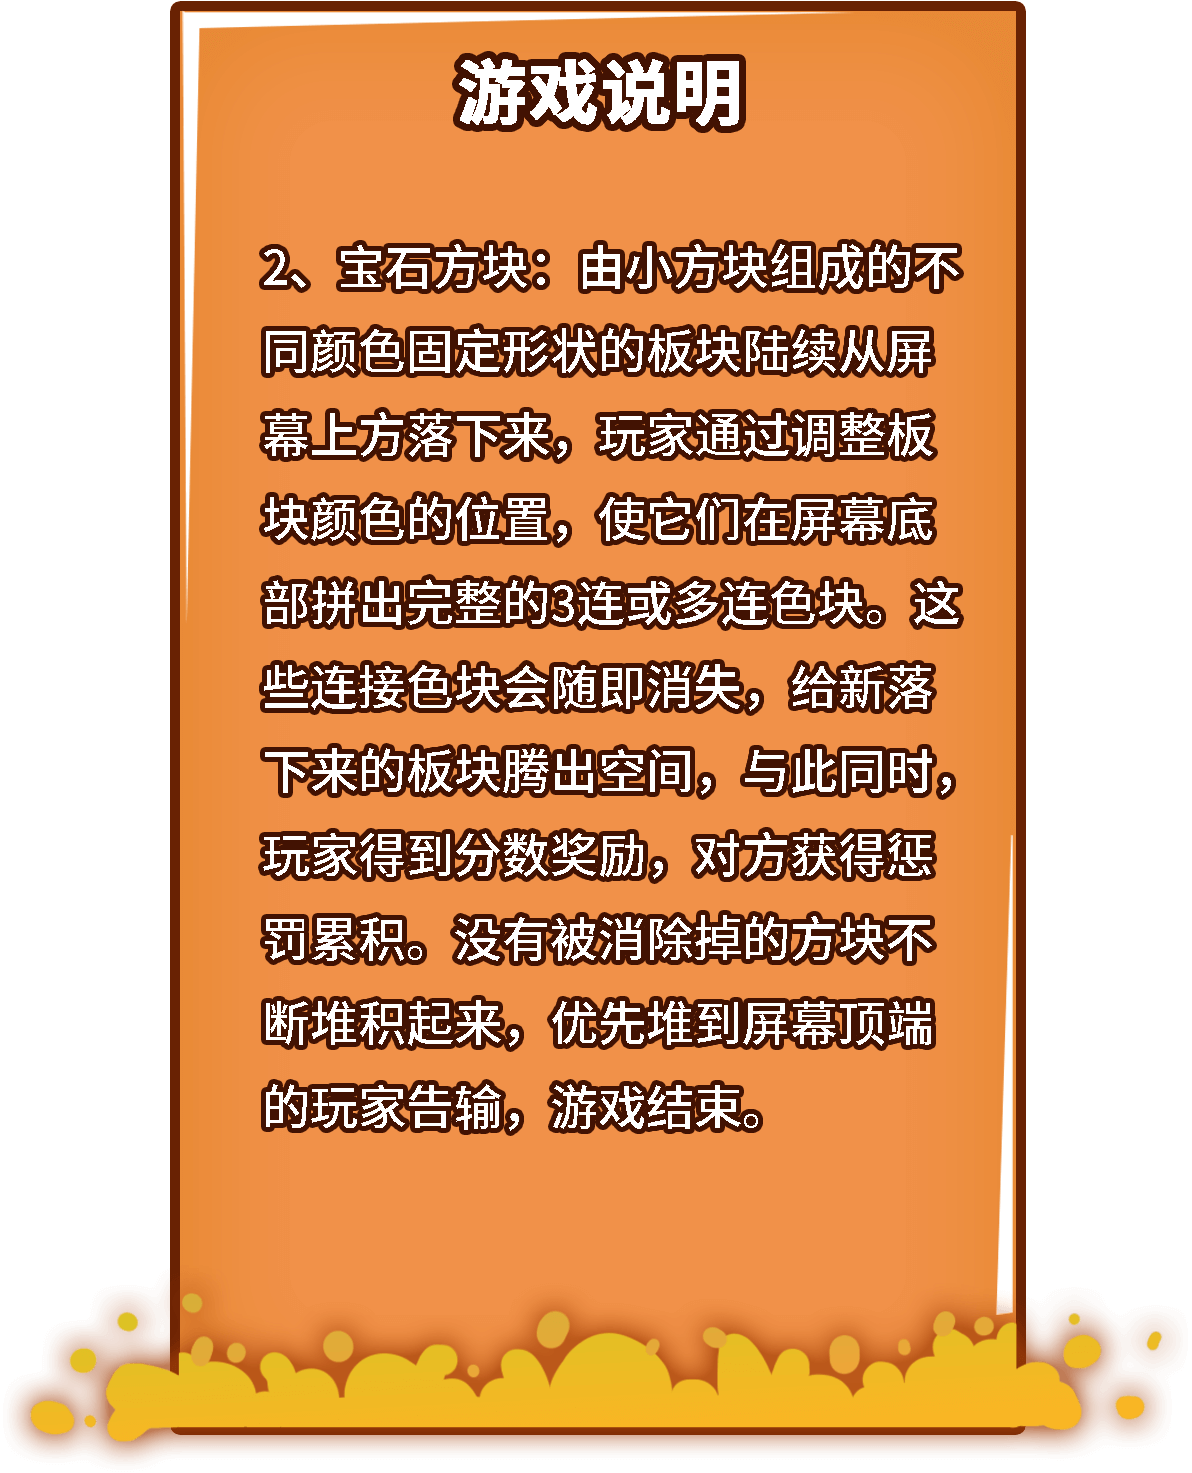 游戏说明
2、宝石方块：由小方块组成的不
同颜色固定形状的板块陆续从屏
幕上方落下来，玩家通过调整板
块颜色的位置，使它们在屏幕底
部拼出完整的3连或多连色块。这
些连接色块会随即消失，给新落
下来的板块腾出空间，与此同时，
玩家得到分数奖励，对方获得惩
罚累积。没有被消除掉的方块不
断堆积起来，优先堆到屏幕顶端
的玩家告输，游戏结束。